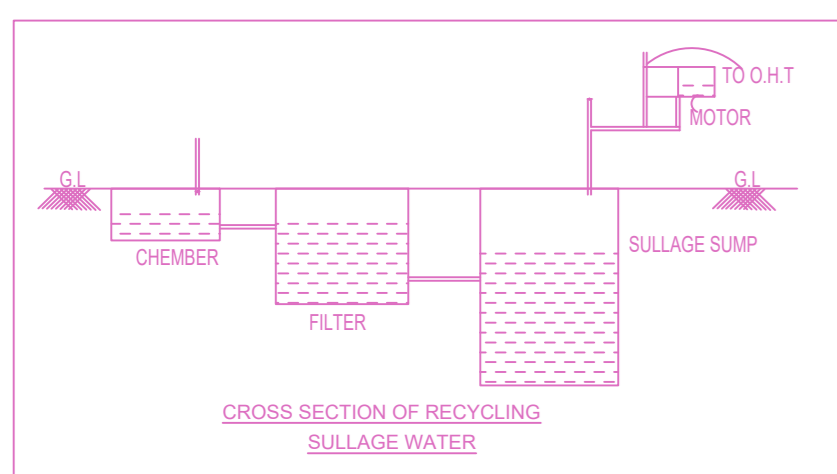 TO O.H.T
MOTOR
G.L
G.L
SULLAGE SUMP
CHEMBER
FILTER
CROSS SECTION OF RECYCLING
SULLAGE WATER